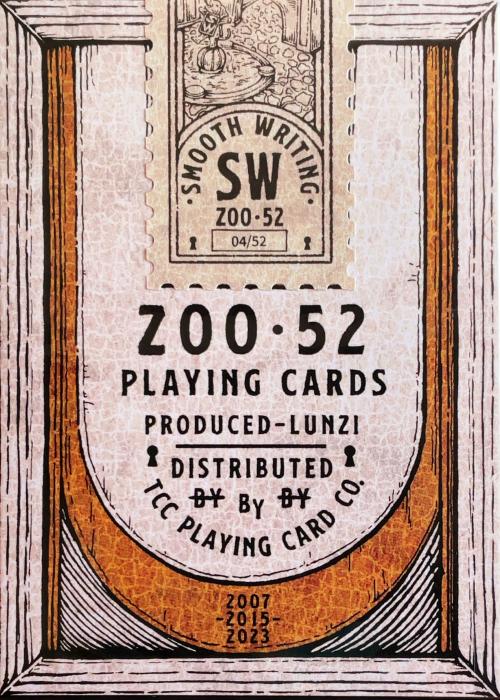 ·SMOOTH WRITING·
SW
ZOO·52
04/52
ZOO·52
PLAYING CARDS
PRODUCED-LUNZI
DISTRIBUTED
BY By BY
TCC PLAYING CARD CO.
2007
-2015-
2023